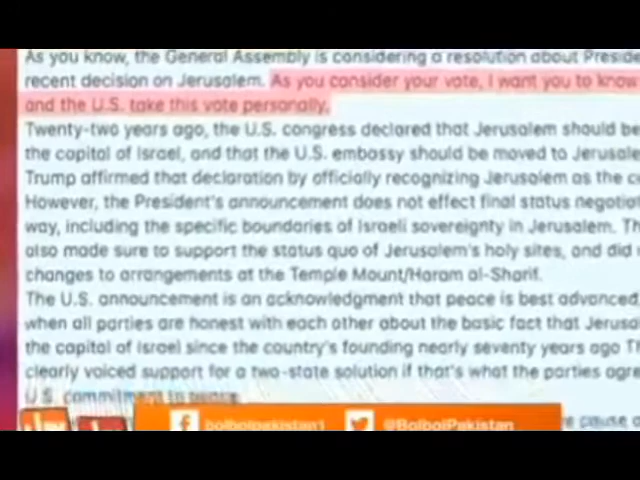 As you know, the General Assembly is considering a resolution about Preside
recent decision on Jerusalem. As you consider your vote, I want you to know
and the U.S. take this vote personally.
Twenty-two years ago, the U.S. congress declared that Jerusalem should be
the capital of Israel, and that the U.S. embassy should be moved to Jerusale
Trump affirmed that declaration by officially recognizing Jerusalem as the c
However, the President's announcement does not effect final status negotia
way, including the specific boundaries of Israeli sovereignty in Jerusalem. Th
also made sure to support the status quo of Jerusalem's holy sites, and did
changes to arrangements at the Temple Mount/Haram al-Sharif.
The U.S. announcement is an acknowledgment that peace is best advanced,
when all parties are honest with each other about the basic fact that Jerusa
the capital of Israel since the country's founding nearly seventy years ago Th
clearly voiced support for a two-state solution if that's what the parties agre
U.S. commitment to peace
bolbolpakistan1 @BolbolPakistan
e cause o